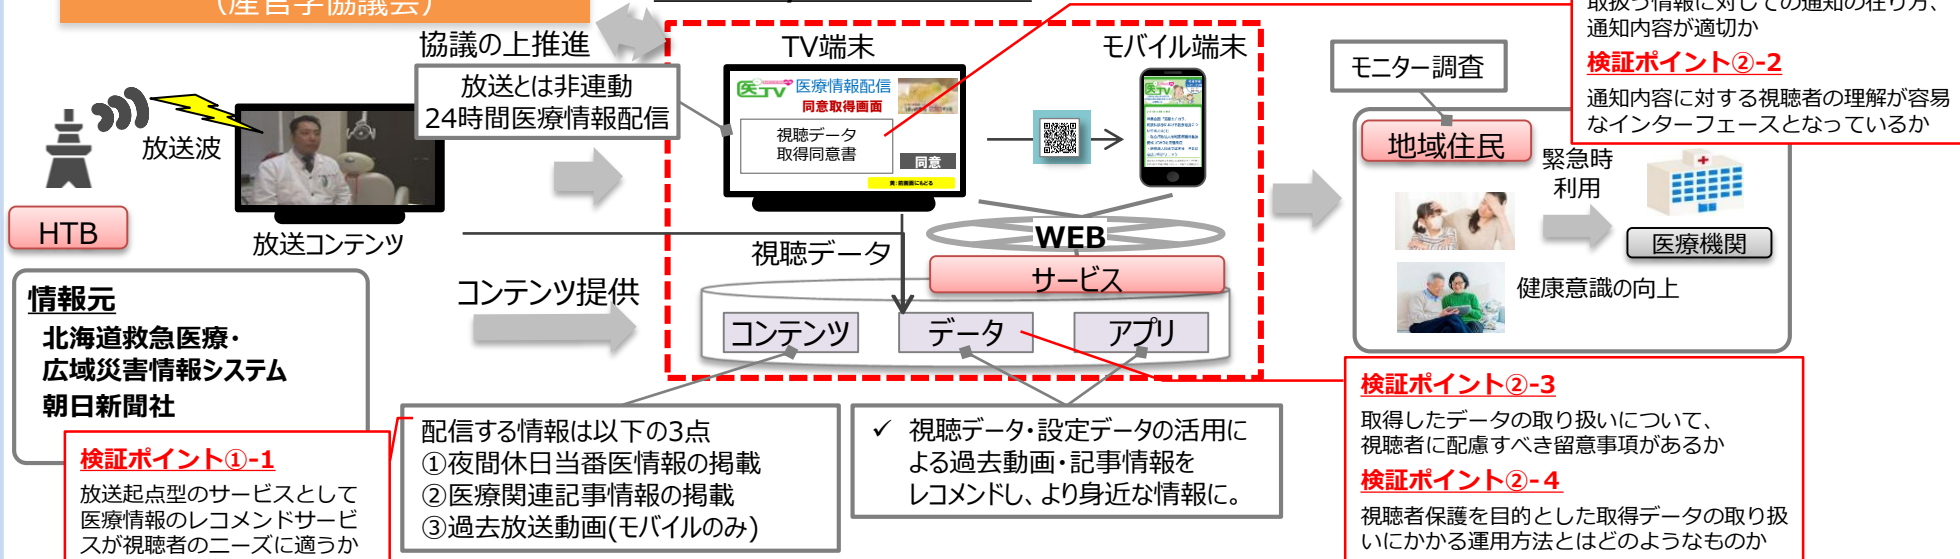 （産官学協議会）
協議の上推進
放送とは非連動
24時間医療情報配信
放送波
HTB
放送コンテンツ
情報元
北海道救急医療・
広域災害情報システム
朝日新聞社
コンテンツ提供
TV端末
モバイル端末
医TV
医療情報配信
同意取得画面
視聴データ
取得同意書
同意
黄:前画面にもどる
医TV
視聴データ
WEB
サービス
コンテンツ
データ
アプリ
モニター調査
地域住民
緊急時
利用
医療機関
健康意識の向上
取扱う情報に対しての通知の在り方、
通知内容が適切か
検証ポイント②-2
通知内容に対する視聴者の理解が容易
なインターフェースとなっているか
検証ポイント①-1
放送起点型のサービスとして
医療情報のレコメンドサービ
スが視聴者のニーズに適うか
配信する情報は以下の3点
①夜間休日当番医情報の掲載
②医療関連記事情報の掲載
③過去放送動画(モバイルのみ)
✓ 視聴データ・設定データの活用に
よる過去動画・記事情報を
レコメンドし、より身近な情報に。
検証ポイント②-3
取得したデータの取り扱いについて、
視聴者に配慮すべき留意事項があるか
検証ポイント②-4
視聴者保護を目的とした取得データの取り扱
いにかかる運用方法とはどのようなものか